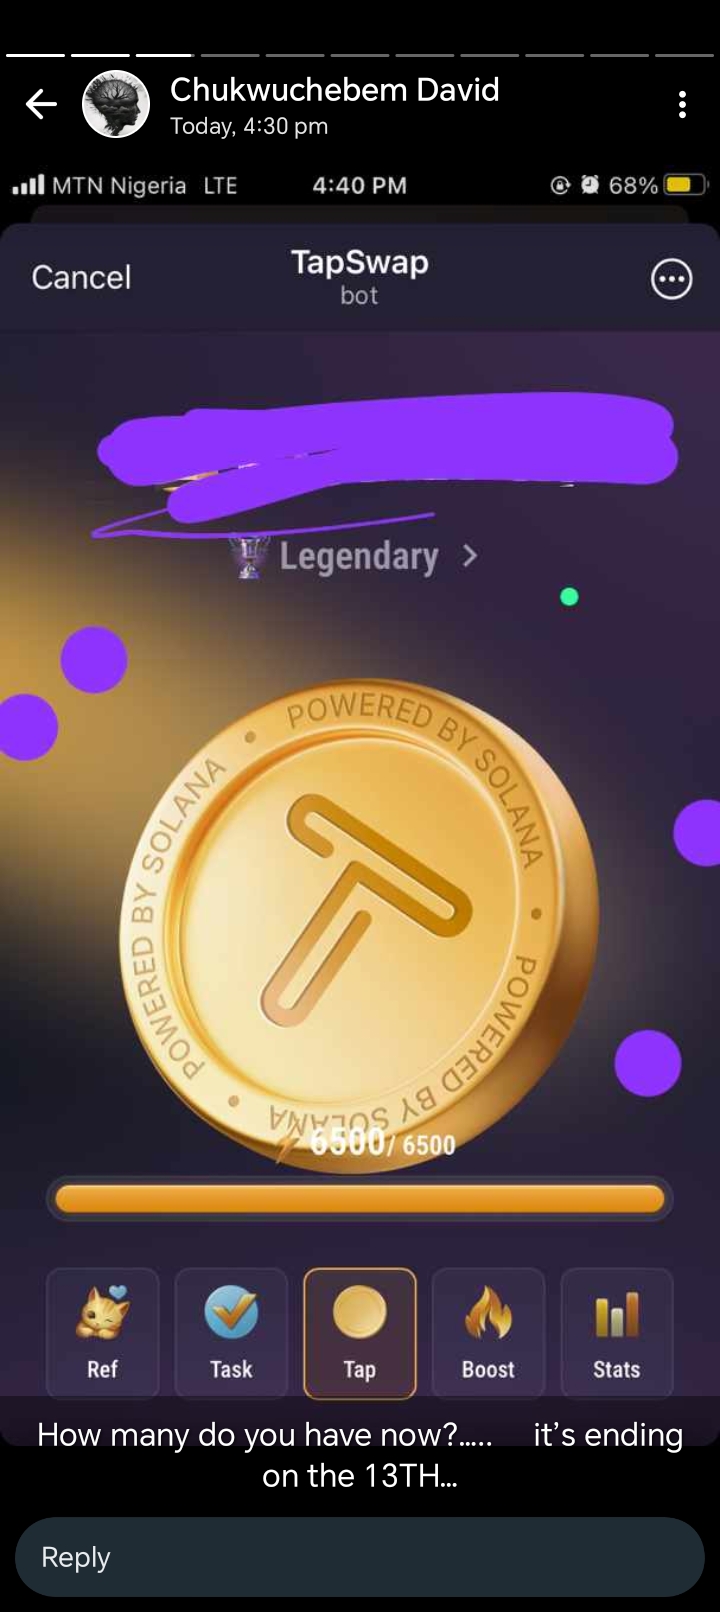 Chukwuchebem David
Today, 4:30 pm
MTN Nigeria LTE 4:40 PM 68%
Cancel TapSwap
bot
Legendary >
POWERED BY SOLANA • POWERED BY SOLANA • POWERED BY SOLANA •
T
6500/ 6500
Ref Task Tap Boost Stats
How many do you have now?..... it’s ending
on the 13TH...
Reply